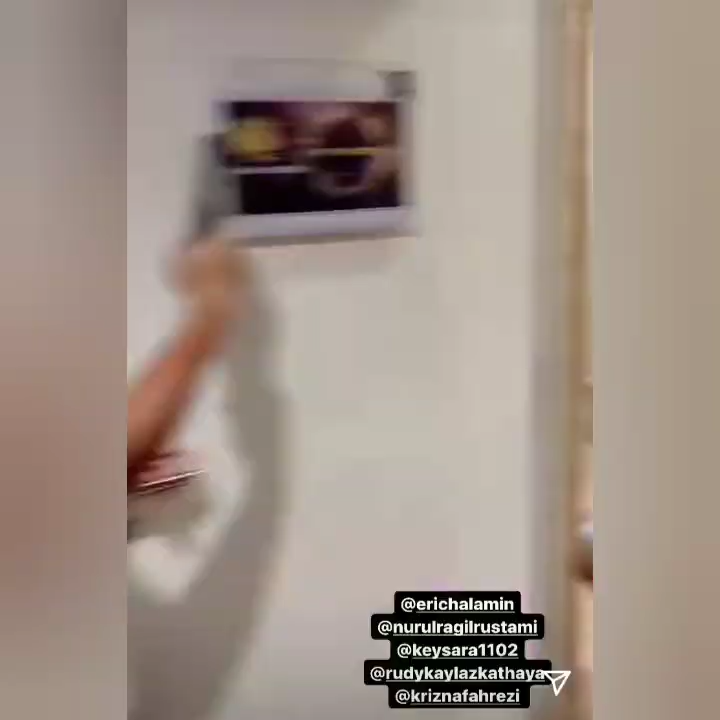 @erichalamin
@nurulragilrustami
@keysara1102
@rudykaylazkathaya
@kriznafahrezi